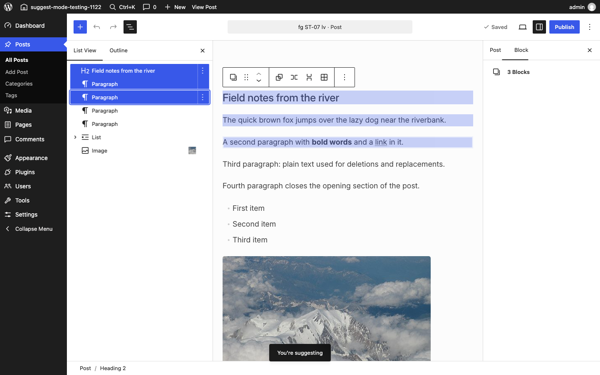 suggest-mode-testing-1122
Ctrl+K
0
New
View Post
admin
Dashboard
Posts
All Posts
Add Post
Categories
Tags
Media
Pages
Comments
Appearance
Plugins
Users
Tools
Settings
Collapse Menu
fg ST-07 lv · Post
Saved
Publish
List View
Outline
H2 Field notes from the river
Paragraph
Paragraph
Paragraph
Paragraph
List
Image
Field notes from the river
The quick brown fox jumps over the lazy dog near the riverbank.
A second paragraph with bold words and a link in it.
Third paragraph: plain text used for deletions and replacements.
Fourth paragraph closes the opening section of the post.
First item
Second item
Third item
You're suggesting
Post
Block
3 Blocks
Post / Heading 2